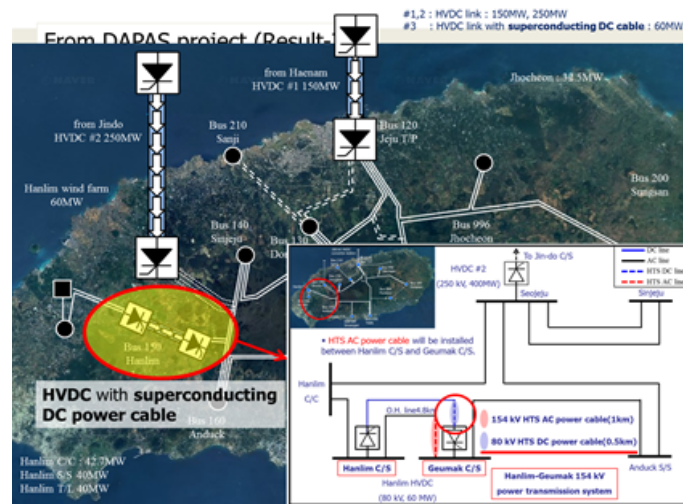 #1,2 : HVDC link : 150MW, 250MW
#3 : HVDC link with superconducting DC cable : 60MW
From DAPAS project (Result-
from Haenam
HVDC #1 150MW
Jhocheon : 31.5MW
from Jindo
HVDC #2 250MW
Bus 210
Sanji
Bus 120
Jeju T/P
Hanlim wind farm
60MW
Bus 200
Sungsan
Bus 140
Sinjeju
Bus 130
Bus 996
Jhocheon
Bus 150
Hanlim
HVDC with superconducting
DC power cable
Bus 160
Anduck
Hanlim C/C : 42.7MW
Hanlim S/S 40MW
Hanlim T/L 40MW
DC line
AC line
HTS DC line
HTS AC line
To Jin-do C/S
HVDC #2
(250 kV, 400MW)
Seojeju
Sinjeju
• HTS AC power cable will be installed
between Hanlim C/S and Geumak C/S.
Hanlim
C/C
O.H. line4.8km
154 kV HTS AC power cable(1km)
80 kV HTS DC power cable(0.5km)
Hanlim C/S
Geumak C/S
Anduck S/S
Hanlim HVDC
(80 kV, 60 MW)
Hanlim-Geumak 154 kV
power transmission system